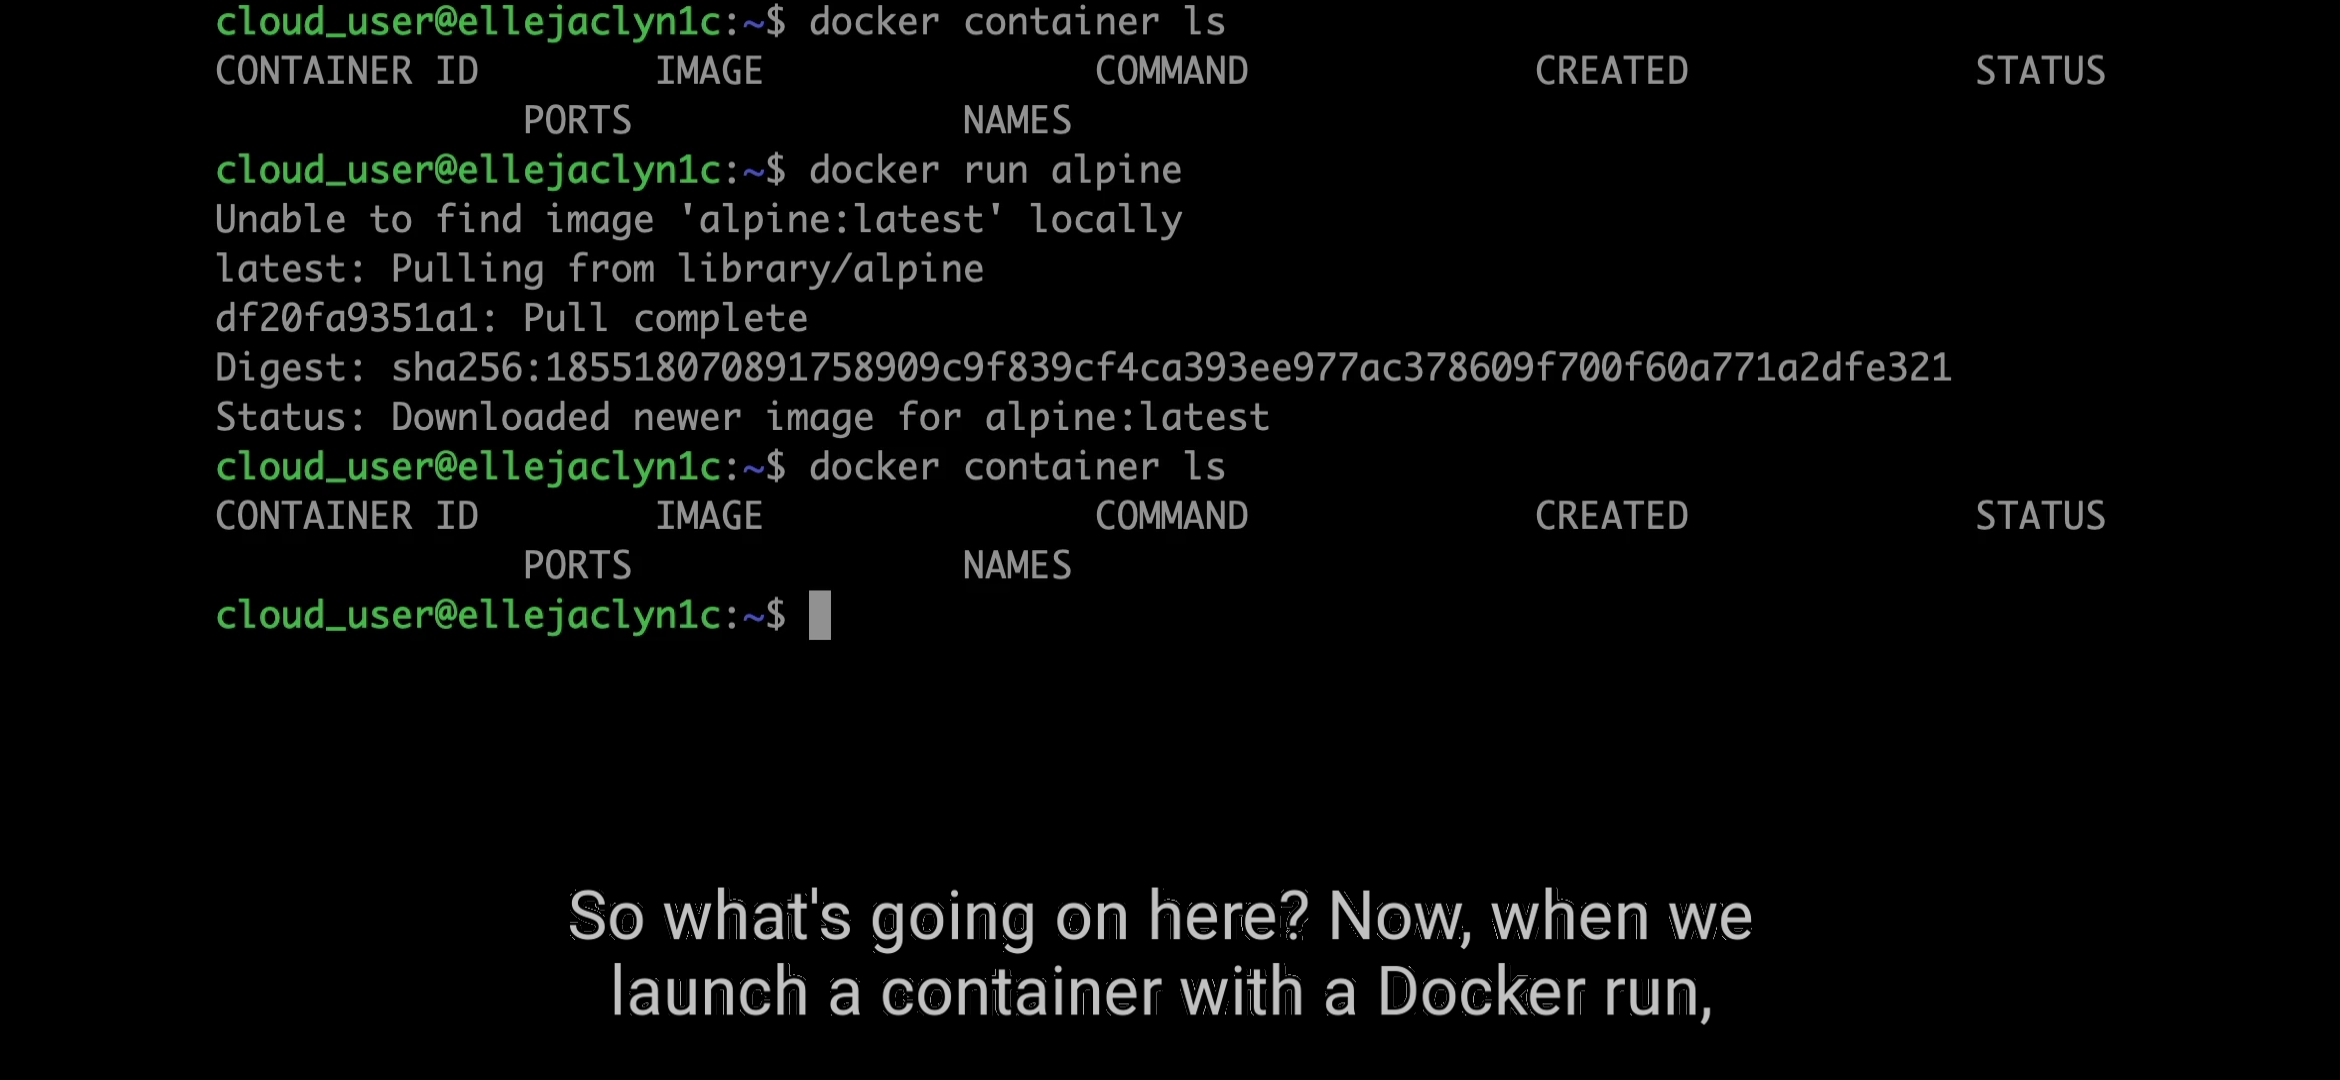 cloud_user@ellejaclyn1c:~$ docker container ls
CONTAINER ID        IMAGE               COMMAND             CREATED             STATUS
              PORTS               NAMES
cloud_user@ellejaclyn1c:~$ docker run alpine
Unable to find image 'alpine:latest' locally
latest: Pulling from library/alpine
df20fa9351a1: Pull complete
Digest: sha256:185518070891758909c9f839cf4ca393ee977ac378609f700f60a771a2dfe321
Status: Downloaded newer image for alpine:latest
cloud_user@ellejaclyn1c:~$ docker container ls
CONTAINER ID        IMAGE               COMMAND             CREATED             STATUS
              PORTS               NAMES
cloud_user@ellejaclyn1c:~$
So what's going on here? Now, when we
launch a container with a Docker run,